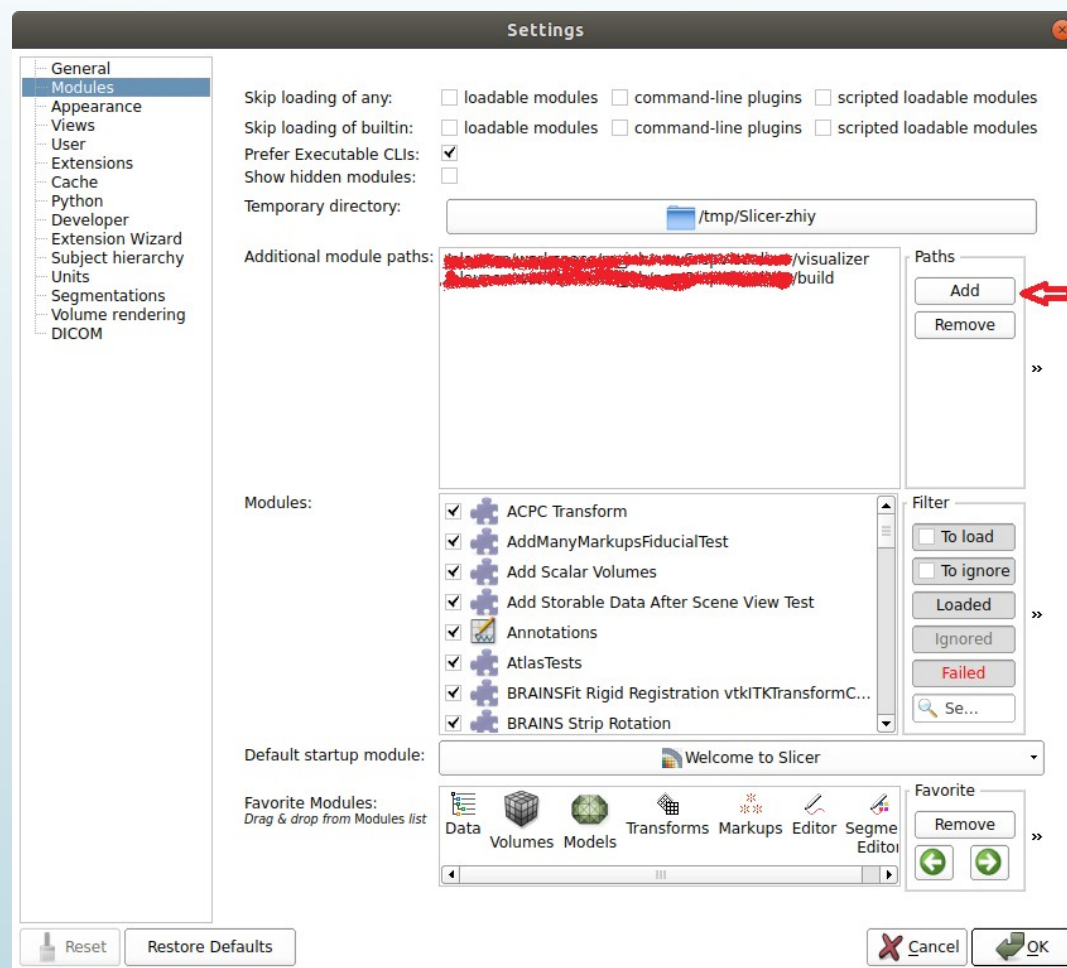 Settings
General
Modules
Appearance
Views
User
Extensions
Cache
Python
Developer
Extension Wizard
Subject hierarchy
Units
Segmentations
Volume rendering
DICOM
Skip loading of any: loadable modules command-line plugins scripted loadable modules
Skip loading of builtin: loadable modules command-line plugins scripted loadable modules
Prefer Executable CLIs:
Show hidden modules:
Temporary directory: /tmp/Slicer-zhiy
Additional module paths: /visualizer
/build
Paths
Add
Remove
»
Modules:
ACPC Transform
AddManyMarkupsFiducialTest
Add Scalar Volumes
Add Storable Data After Scene View Test
Annotations
AtlasTests
BRAINSFit Rigid Registration vtkITKTransformC...
BRAINS Strip Rotation
Filter
To load
To ignore
Loaded
Ignored
Failed
Se...
»
Default startup module: Welcome to Slicer
Favorite Modules:
Drag & drop from Modules list
Data
Volumes
Models
Transforms
Markups
Editor
Segme
Editor
Favorite
Remove
»
Reset
Restore Defaults
Cancel
OK